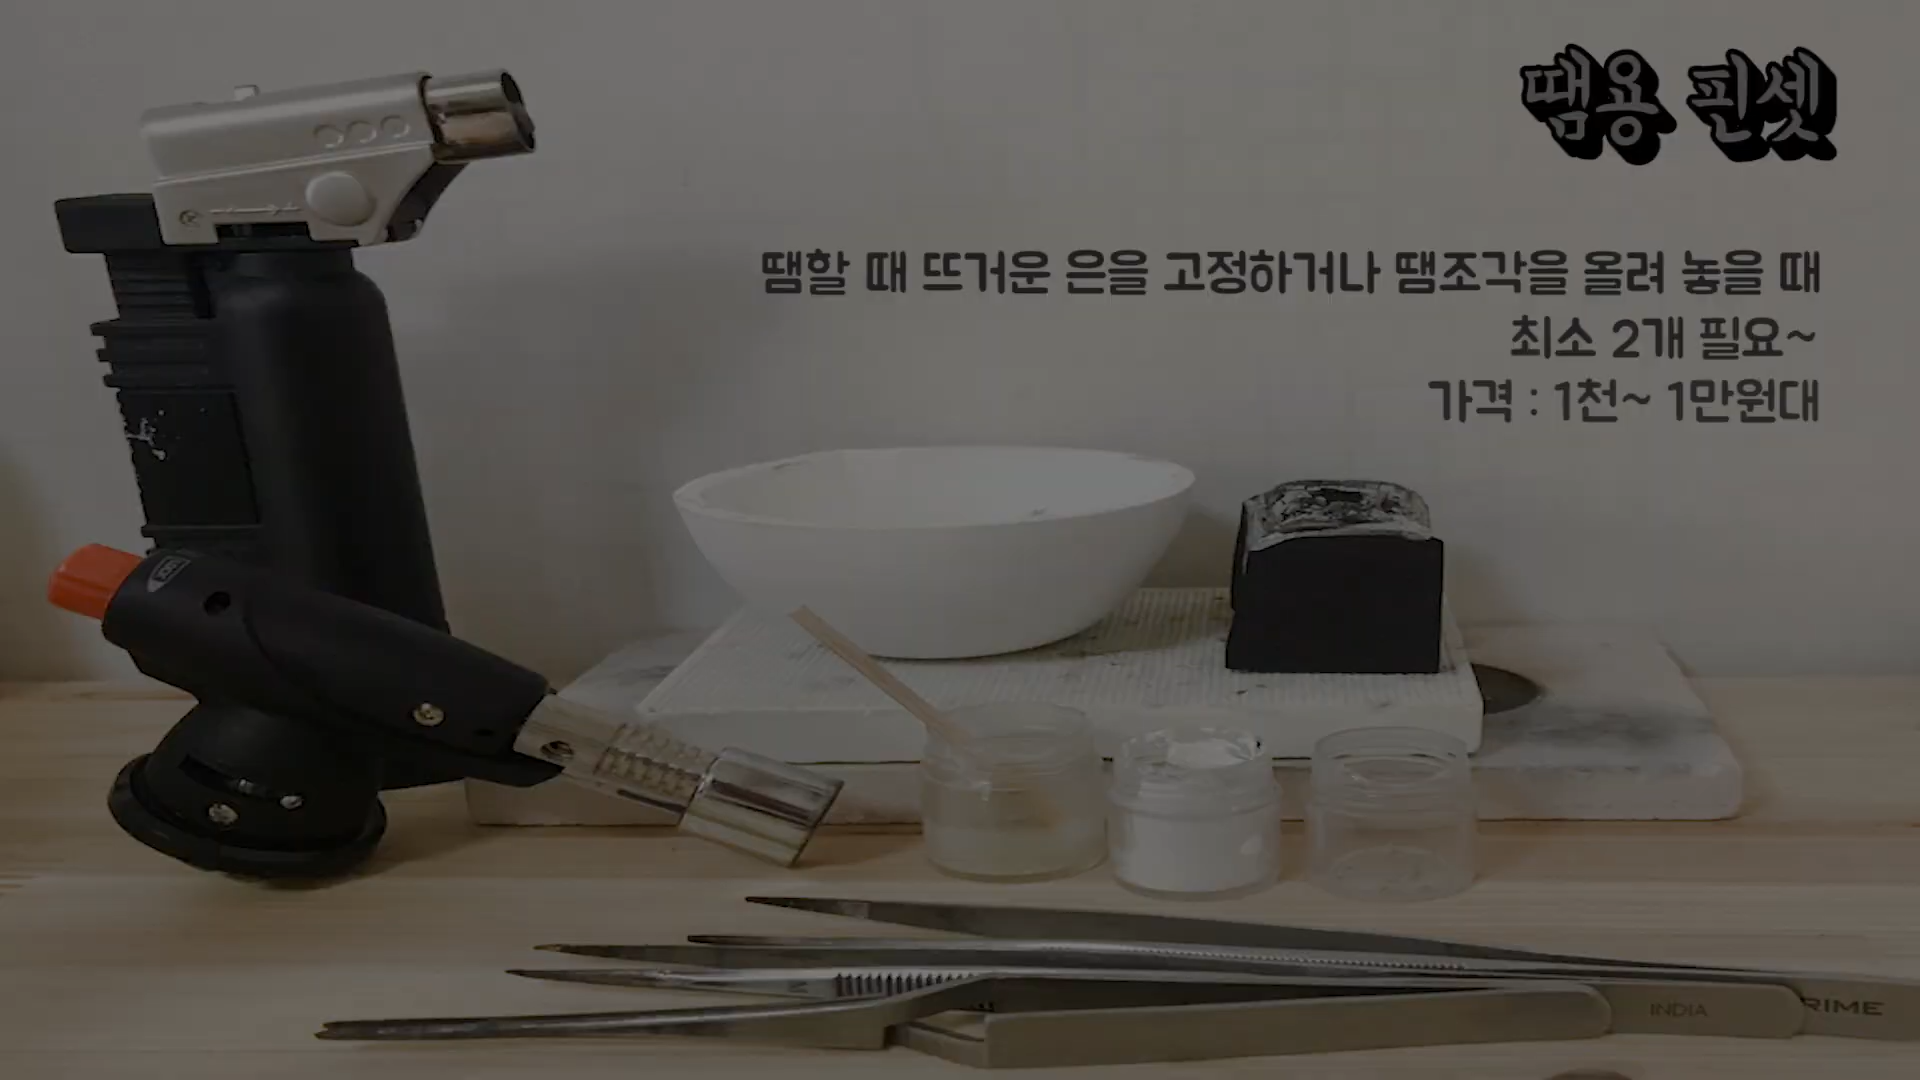 땜용 핀셋
땜할 때 뜨거운 은을 고정하거나 땜조각을 올려 놓을 때
최소 2개 필요~
가격 : 1천~ 1만원대
INDIA
RIME